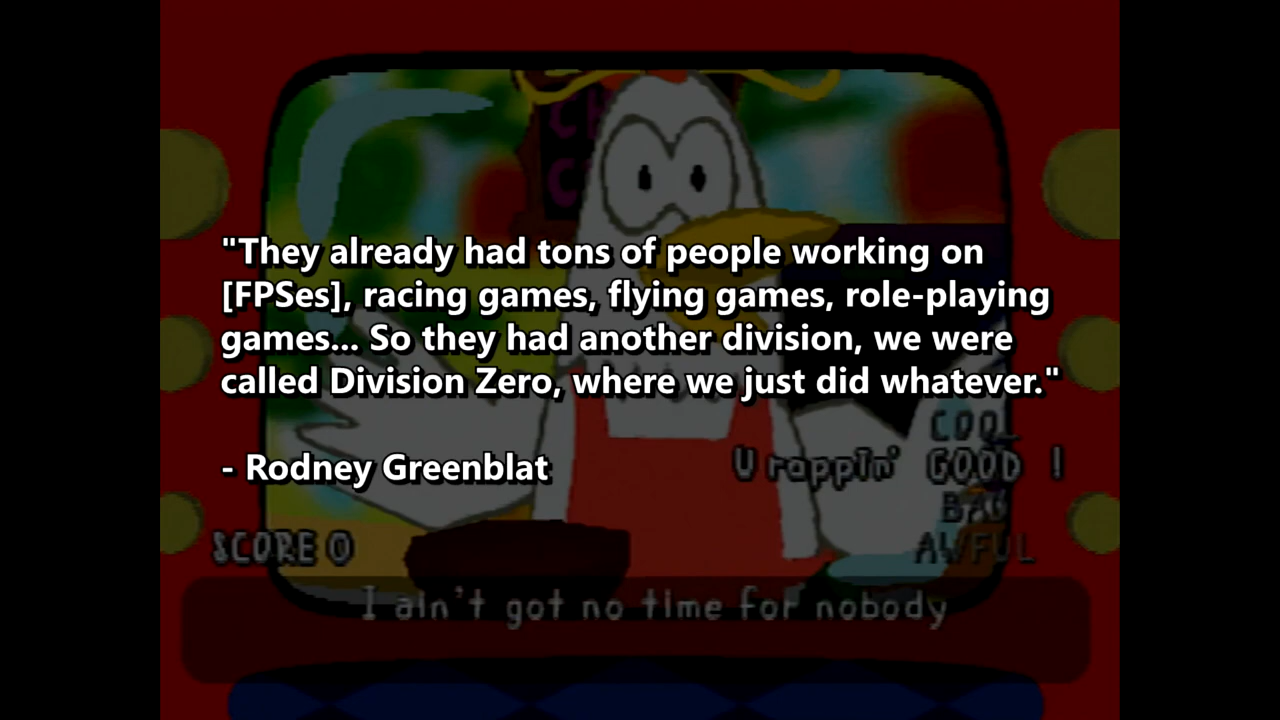 "They already had tons of people working on
[FPSes], racing games, flying games, role-playing
games... So they had another division, we were
called Division Zero, where we just did whatever."
- Rodney Greenblat
COOL
U rappin' GOOD !
BAD
AWFUL
SCORE 0
I ain't got no time for nobody